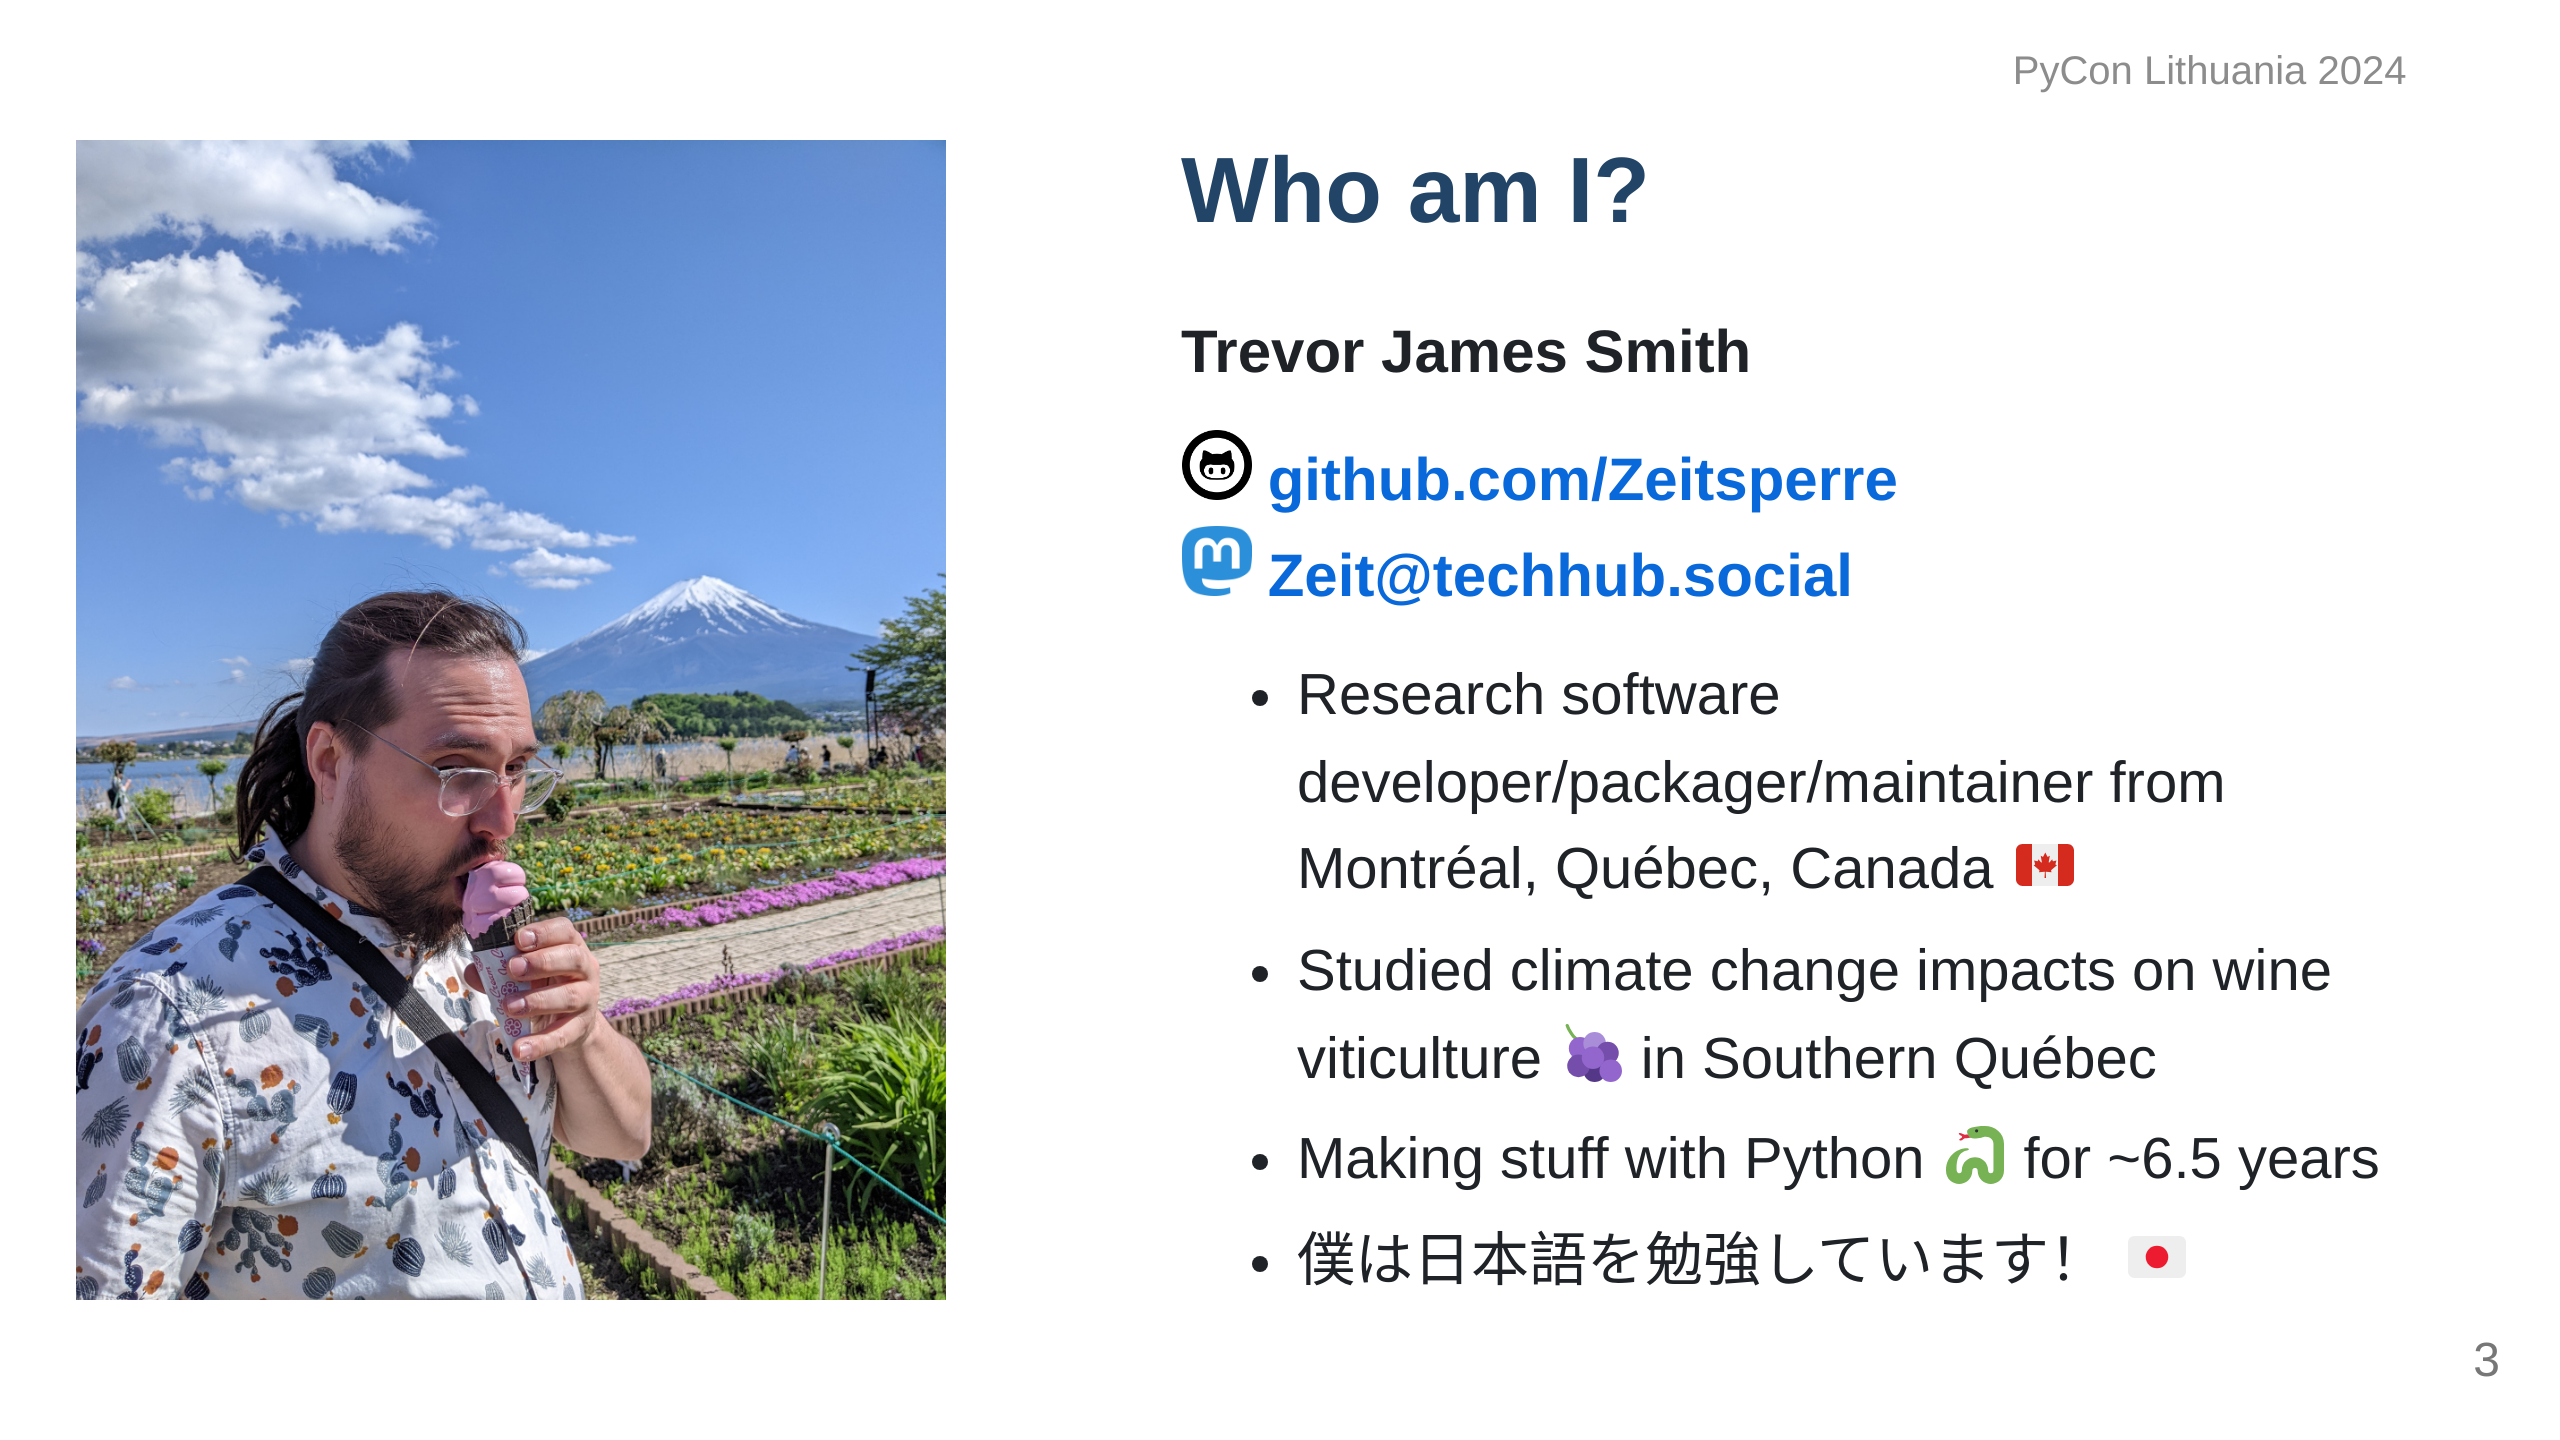 PyCon Lithuania 2024
Who am I?
Trevor James Smith
github.com/Zeitsperre
Zeit@techhub.social
• Research software
developer/packager/maintainer from
Montréal, Québec, Canada 🇨🇦
• Studied climate change impacts on wine
viticulture 🍇 in Southern Québec
• Making stuff with Python 🐍 for ~6.5 years
• 僕は日本語を勉強しています！ 🇯🇵
3